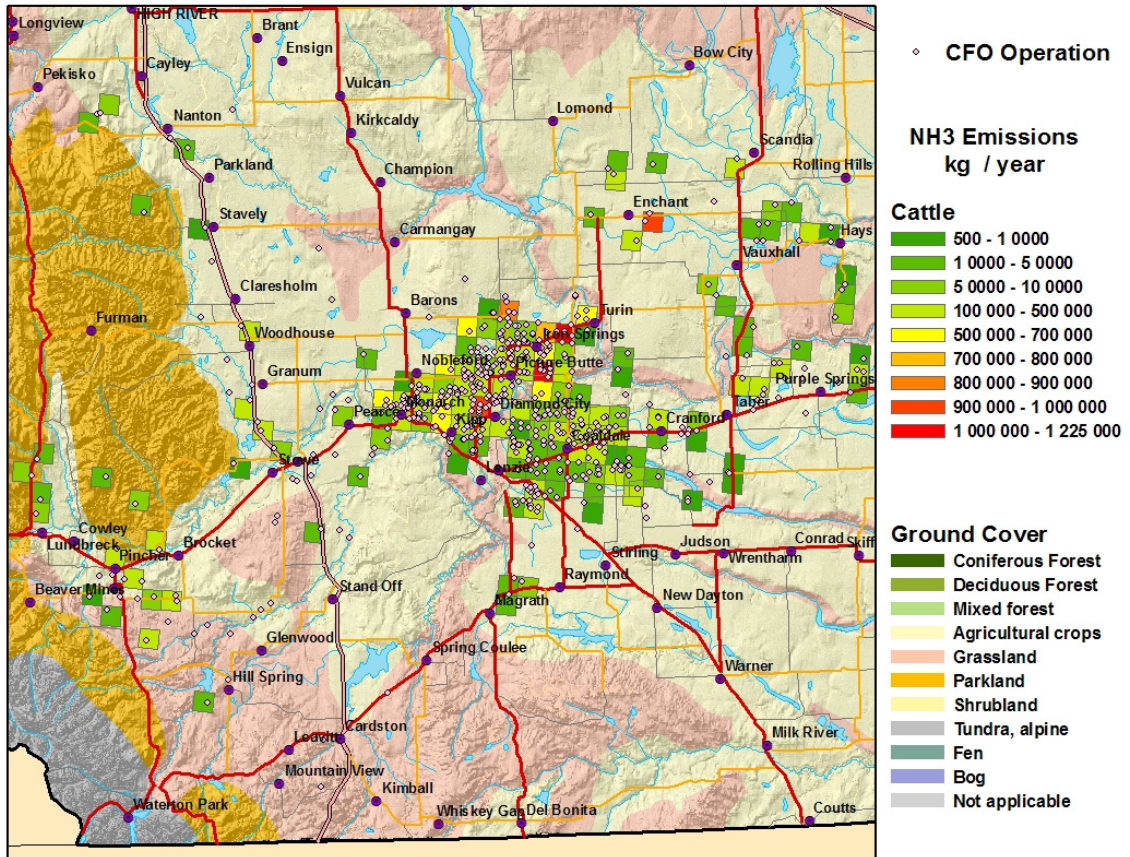 HIGH RIVER
Longview
Brant
Ensign
Cayley
Bow City
Pekisko
Vulcan
Lomond
Nanton
Kirkcaldy
Scandia
Parkland
Rolling Hills
Champion
Stavely
Enchant
Carmangay
Hays
Vauxhall
Claresholm
Barons
Turin
Furman
Woodhouse
Iron Springs
Nobleford
Picture Butte
Granum
Purple Springs
Monarch
Diamond City
Pearce
Taber
Cranford
Kipp
Coaldale
Stowe
Lenzie
Cowley
Lundbreck
Pincher
Brocket
Stirling
Judson
Wrentharm
Conrad
Skiff
Beaver Mines
Stand Off
Raymond
Magrath
New Dayton
Glenwood
Spring Coulee
Hill Spring
Warner
Cardston
Leavitt
Milk River
Mountain View
Kimball
Waterton Park
Whiskey Gap
Del Bonita
Coutts
CFO Operation
NH3 Emissions
kg / year
Cattle
500 - 1 0000
1 0000 - 5 0000
5 0000 - 10 0000
100 000 - 500 000
500 000 - 700 000
700 000 - 800 000
800 000 - 900 000
900 000 - 1 000 000
1 000 000 - 1 225 000
Ground Cover
Coniferous Forest
Deciduous Forest
Mixed forest
Agricultural crops
Grassland
Parkland
Shrubland
Tundra, alpine
Fen
Bog
Not applicable